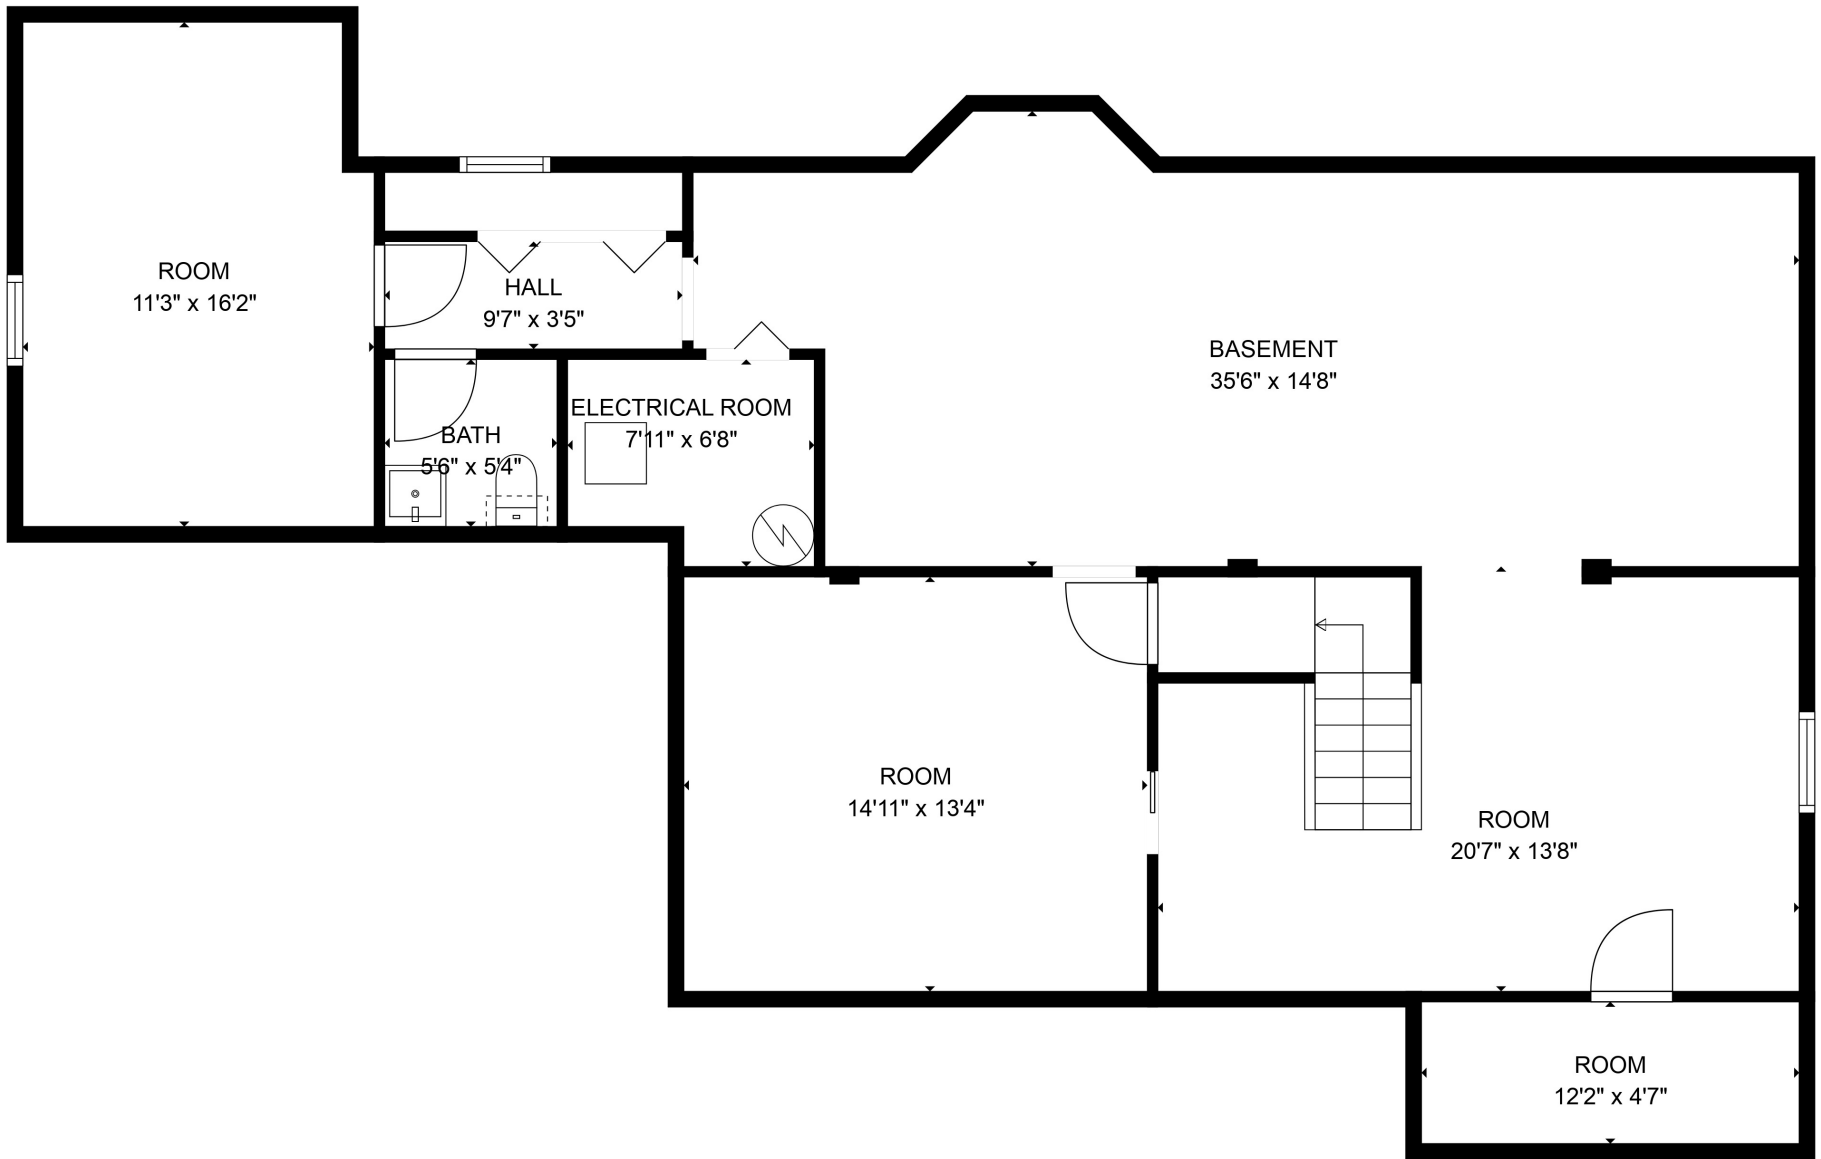 ROOM
11'3" x 16'2"
HALL
9'7" x 3'5"
BASEMENT
35'6" x 14'8"
ELECTRICAL ROOM
7'11" x 6'8"
BATH
5'6" x 5'4"
ROOM
14'11" x 13'4"
ROOM
20'7" x 13'8"
ROOM
12'2" x 4'7"